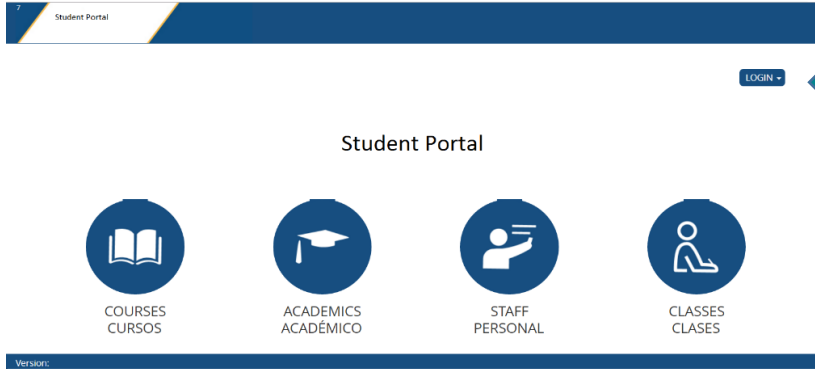 7
Student Portal
LOGIN
Student Portal
COURSES
CURSOS
ACADEMICS
ACADÉMICO
STAFF
PERSONAL
CLASSES
CLASES
Version: